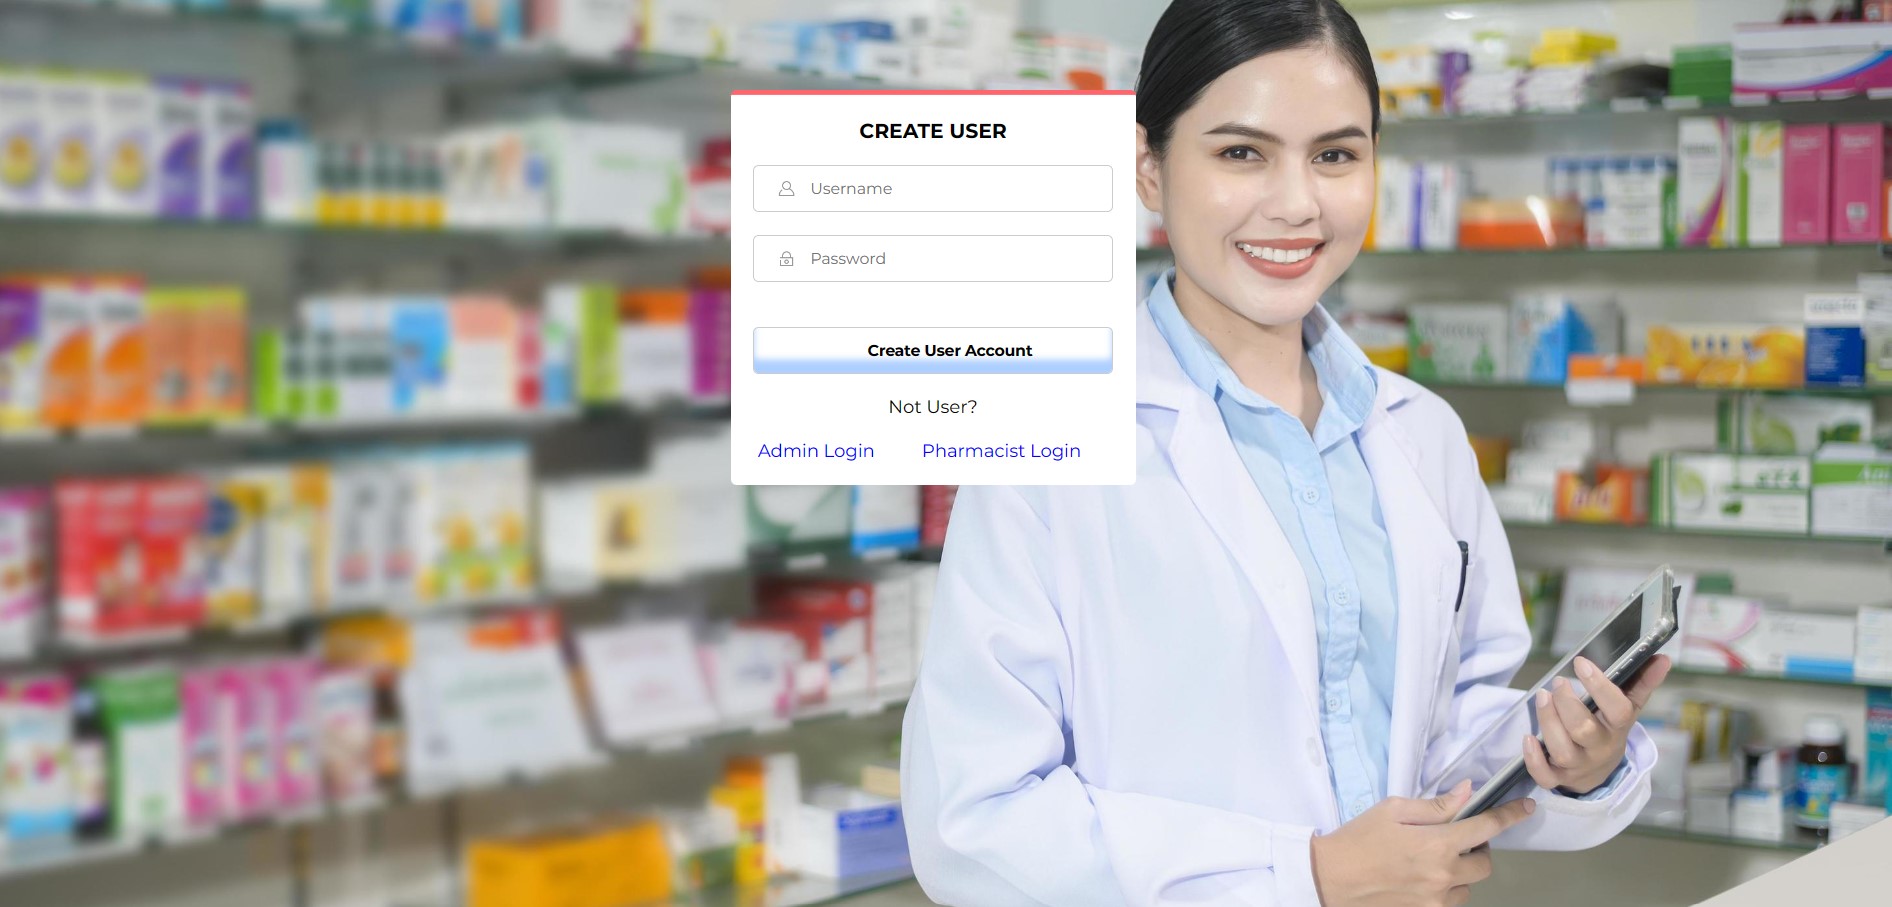 CREATE USER
Username
Password
Create User Account
Not User?
Admin Login Pharmacist Login